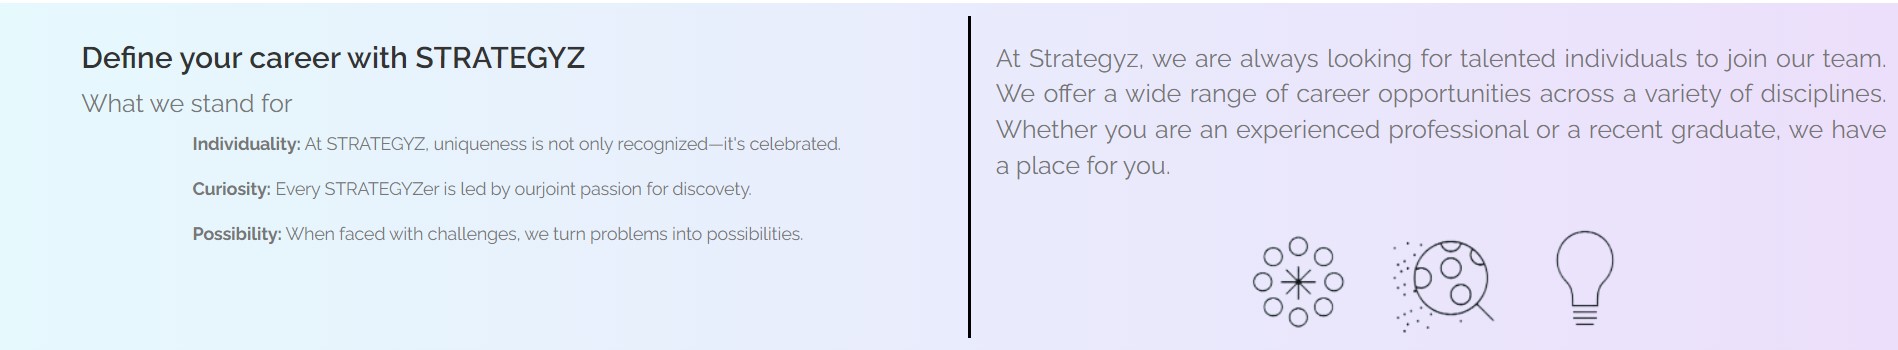 Define your career with STRATEGYZ
What we stand for
Individuality: At STRATEGYZ, uniqueness is not only recognized—it's celebrated.
Curiosity: Every STRATEGYZer is led by ourjoint passion for discovety.
Possibility: When faced with challenges, we turn problems into possibilities.
At Strategyz, we are always looking for talented individuals to join our team.
We offer a wide range of career opportunities across a variety of disciplines.
Whether you are an experienced professional or a recent graduate, we have
a place for you.